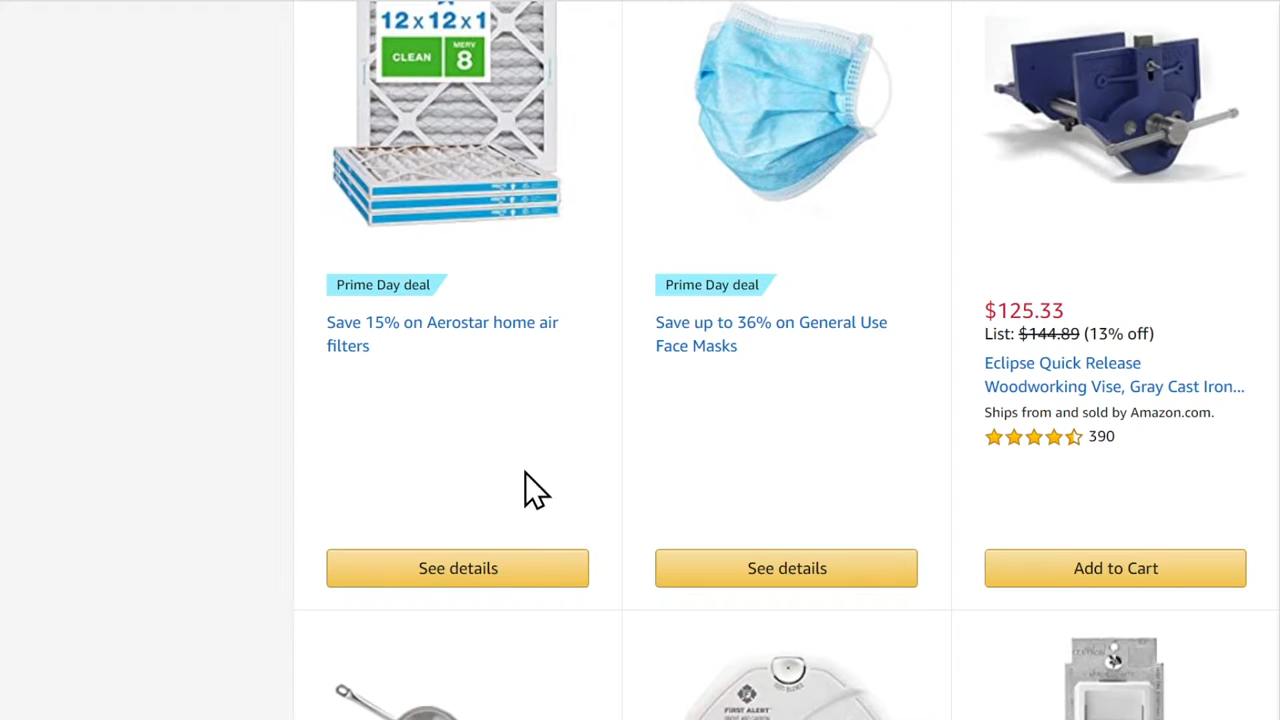 12 x 12 x 1
CLEAN
MERV
8
Prime Day deal
Save 15% on Aerostar home air
filters
See details
Prime Day deal
Save up to 36% on General Use
Face Masks
See details
$125.33
List: $144.89 (13% off)
Eclipse Quick Release
Woodworking Vise, Gray Cast Iron...
Ships from and sold by Amazon.com.
390
Add to Cart
FIRST ALERT